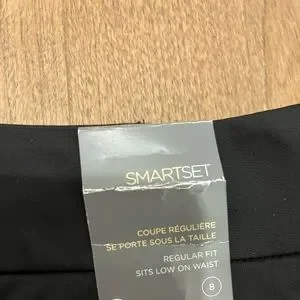 SMARTSET
COUPE RÉGULIÈRE
SE PORTE SOUS LA TAILLE
REGULAR FIT
SITS LOW ON WAIST
8